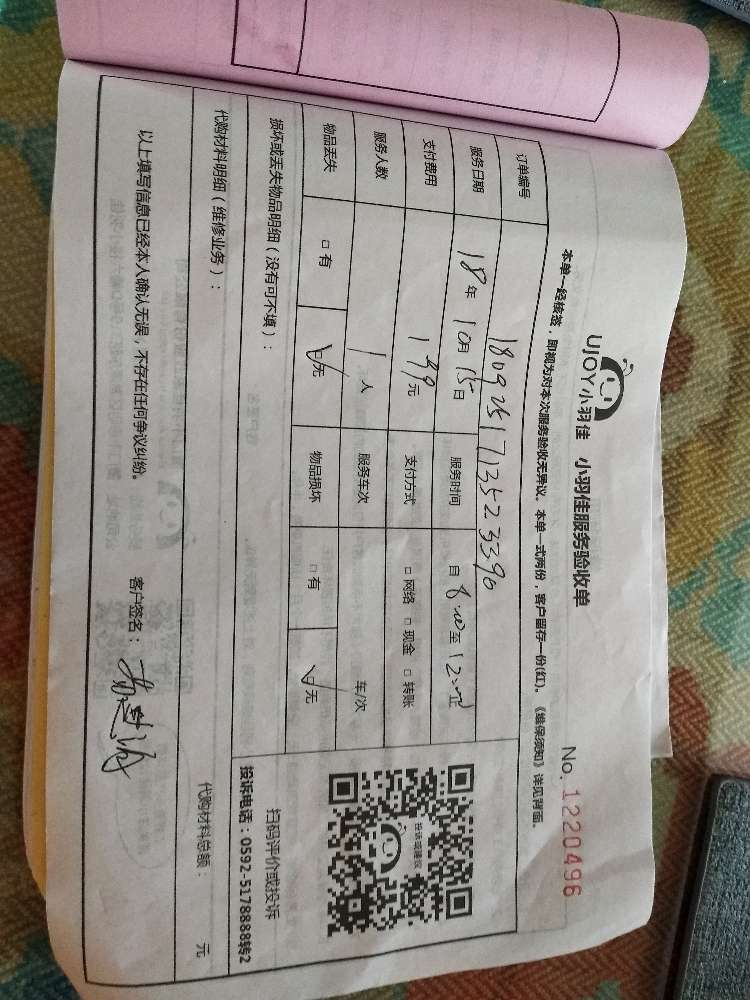 UJOY小羽佳 小羽佳服务验收单 No. 1220496
本单一经核签，即视为对本次服务验收无异议。本单一式两份，客户留存一份(红)。《维保须知》详见背面。
订单编号 1809251713523390
服务日期 18年10月15日 服务时间 自8:00至12:00止
支付费用 199元 支付方式 □网络 □现金 □转账
服务人数 1人 服务车次 车/次
物品丢失 □有 ☑无 物品损坏 □有 ☑无
投诉或建议
损坏或丢失物品明细（没有可不填）：
扫码评价或投诉
投诉电话：0592-5178888转2
代购材料明细（维修业务）：
代购材料总额： 元
以上填写信息已经本人确认无误，不存在任何争议纠纷。 客户签名：